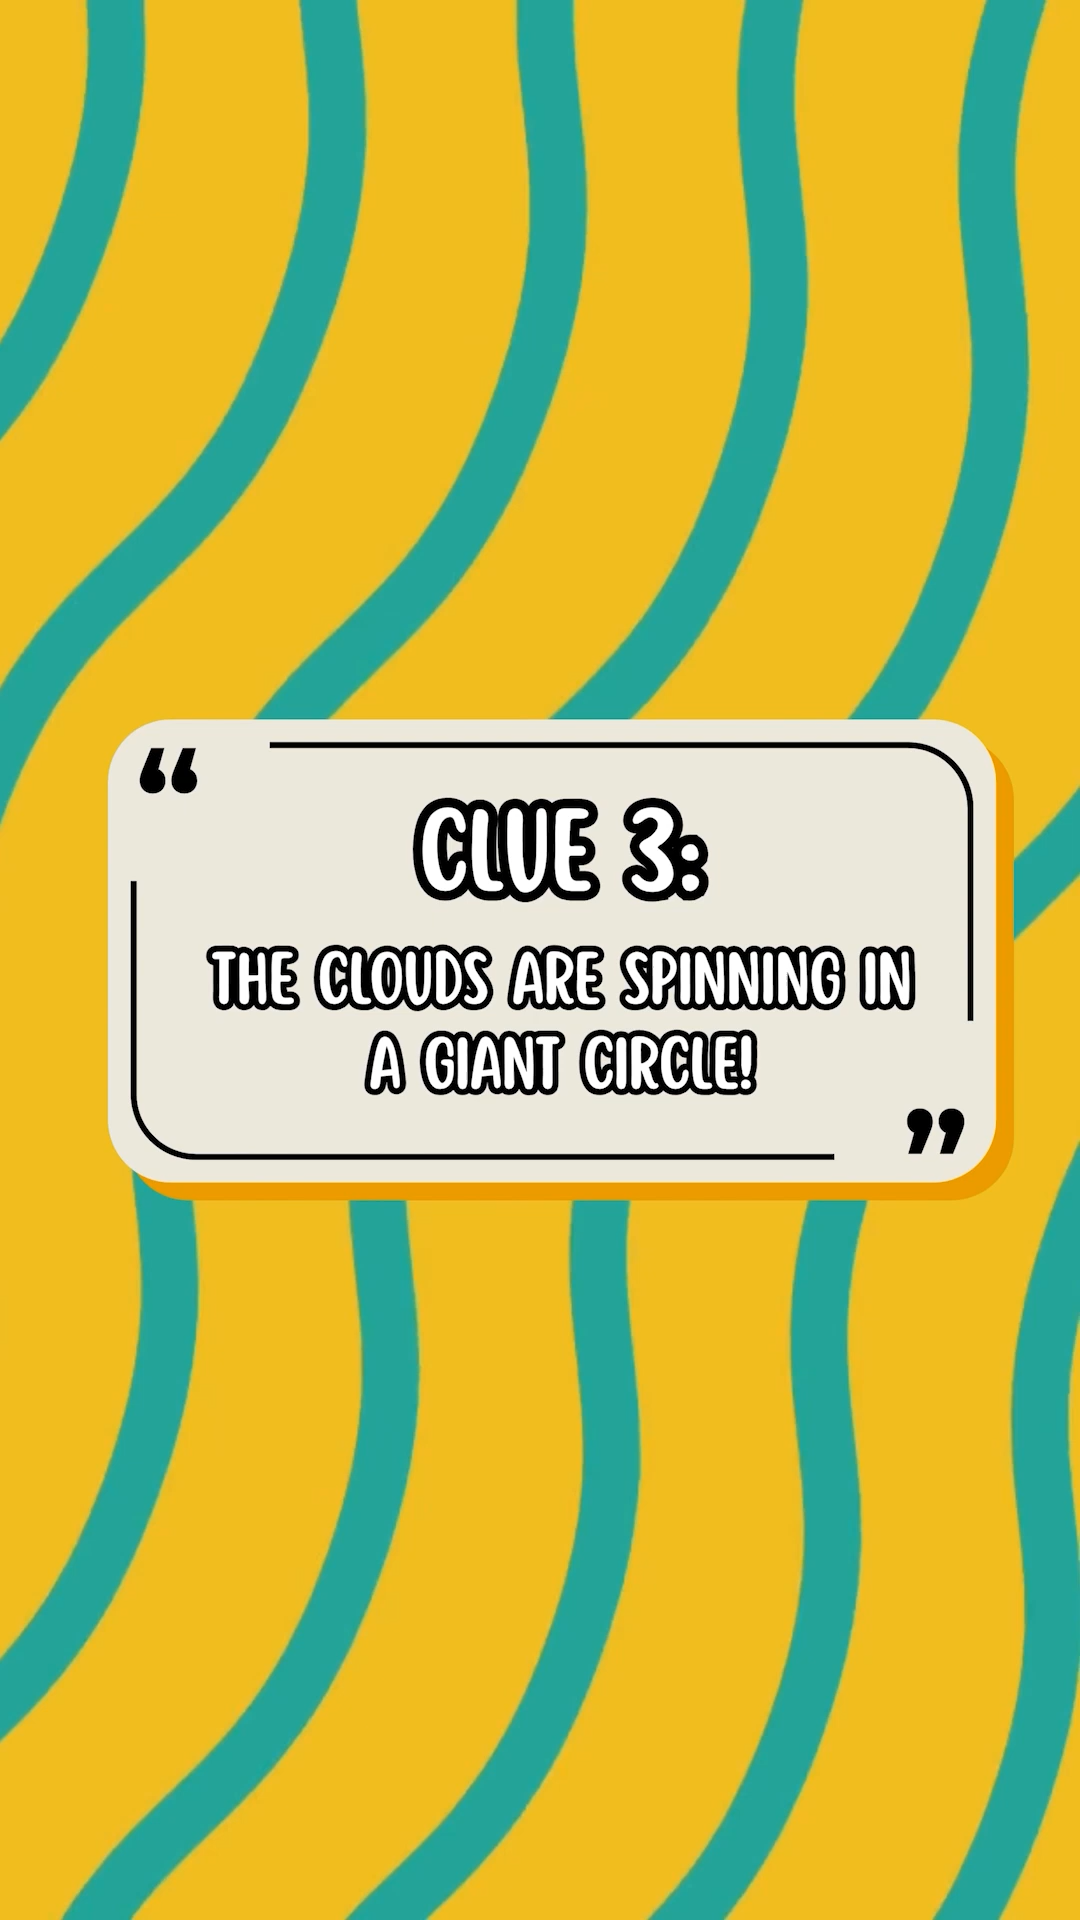 “
CLUE 3:
THE CLOUDS ARE SPINNING IN
A GIANT CIRCLE!
”